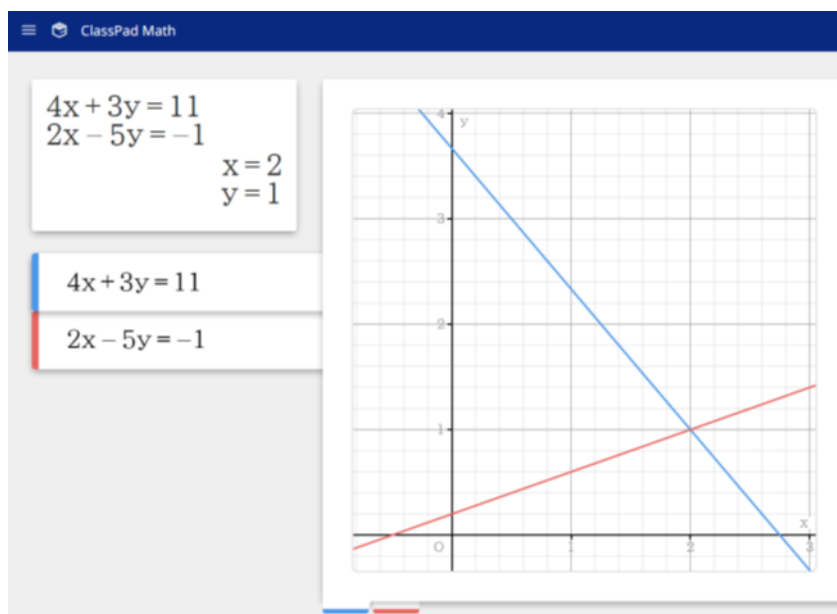 ClassPad Math
4x + 3y = 11
2x − 5y = −1
x = 2
y = 1
4x + 3y = 11
2x − 5y = −1
4
y
3
2
1
x
O
1
2
3